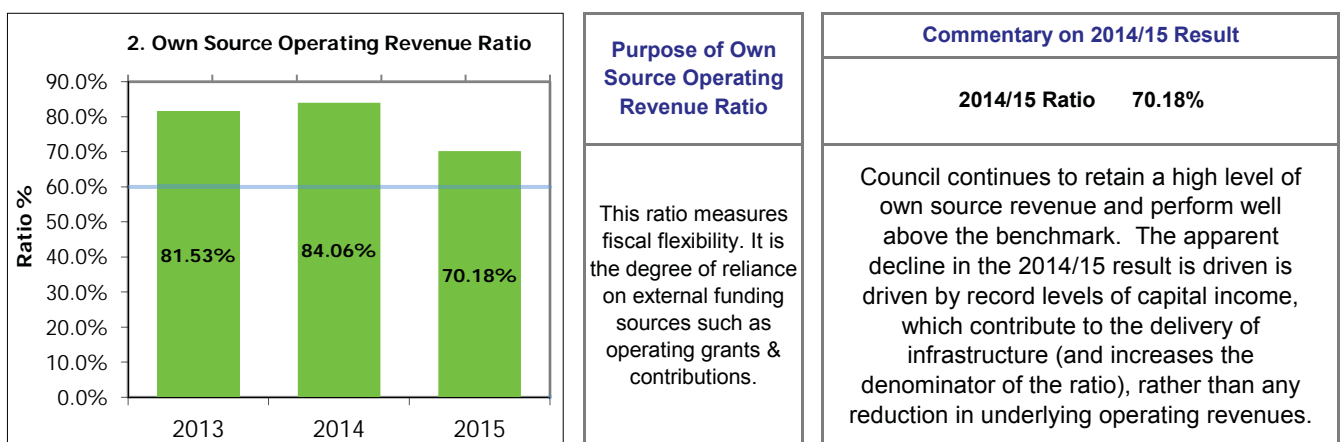 2. Own Source Operating Revenue Ratio
90.0%
80.0%
70.0%
60.0%
50.0%
40.0%
30.0%
20.0%
10.0%
0.0%
Ratio %
81.53%
84.06%
70.18%
2013
2014
2015
Purpose of Own
Source Operating
Revenue Ratio
This ratio measures
fiscal flexibility. It is
the degree of reliance
on external funding
sources such as
operating grants &
contributions.
Commentary on 2014/15 Result
2014/15 Ratio 70.18%
Council continues to retain a high level of
own source revenue and perform well
above the benchmark. The apparent
decline in the 2014/15 result is driven is
driven by record levels of capital income,
which contribute to the delivery of
infrastructure (and increases the
denominator of the ratio), rather than any
reduction in underlying operating revenues.